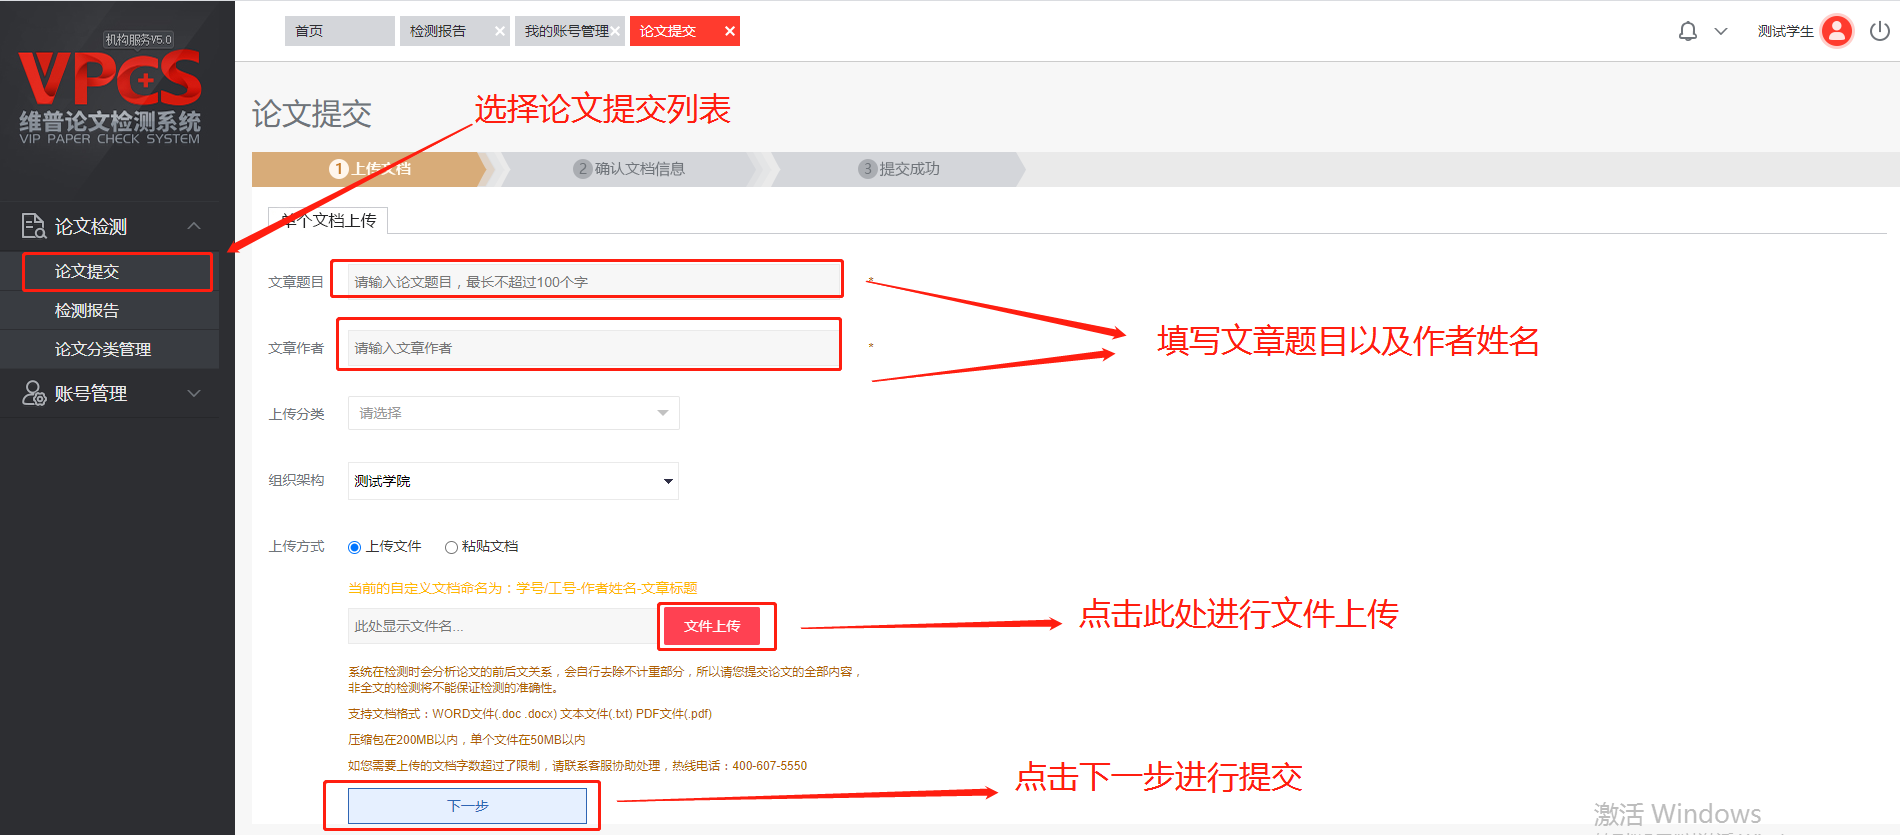 首页
检测报告
我的账号管理
论文提交
测试学生
机构服务V5.0
VPCS
维普论文检测系统
VIP PAPER CHECK SYSTEM
论文检测
论文提交
检测报告
论文分类管理
账号管理
论文提交
选择论文提交列表
1 上传文档
2 确认文档信息
3 提交成功
单个文档上传
文章题目 请输入论文题目，最长不超过100个字 *
文章作者 请输入文章作者 *
填写文章题目以及作者姓名
上传分类 请选择
组织架构 测试学院
上传方式 上传文件 粘贴文档
当前的自定义文档命名为：学号/工号-作者姓名-文章标题
此处显示文件名... 文件上传
点击此处进行文件上传
系统在检测时会分析论文的前后文关系，会自行去除不计重部分，所以请您提交论文的全部内容，
非全文的检测将不能保证检测的准确性。
支持文档格式：WORD文件(.doc .docx) 文本文件(.txt) PDF文件(.pdf)
压缩包在200MB以内，单个文件在50MB以内
如您需要上传的文档字数超过了限制，请联系客服协助处理，热线电话：400-607-5550
下一步
点击下一步进行提交
激活 Windows